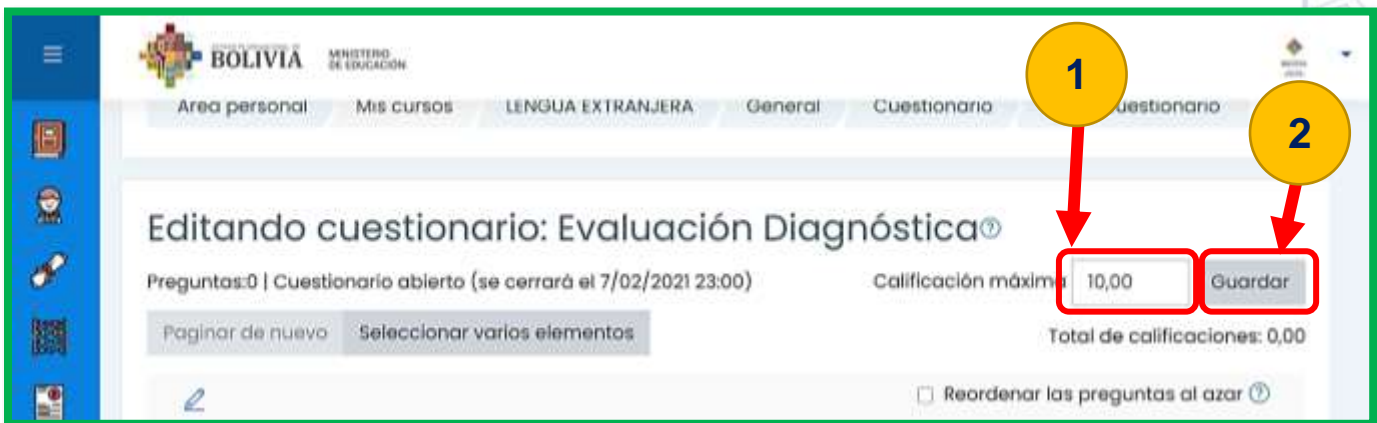 BOLIVIA
MINISTERIO
DE EDUCACIÓN
1
Area personal Mis cursos LENGUA EXTRANJERA General Cuestionario uestionario
2
Editando cuestionario: Evaluación Diagnóstica
Preguntas:0 | Cuestionario abierto (se cerrará el 7/02/2021 23:00) Calificación máxima 10,00 Guardar
Paginar de nuevo Seleccionar varios elementos Total de calificaciones: 0,00
Reordenar las preguntas al azar